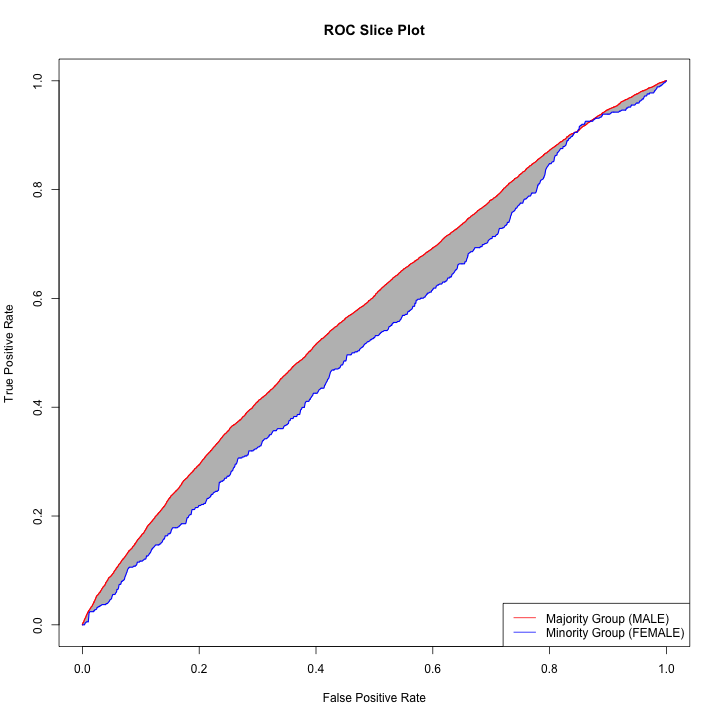 ROC Slice Plot
True Positive Rate
1.0
0.8
0.6
0.4
0.2
0.0
Majority Group (MALE)
Minority Group (FEMALE)
0.0 0.2 0.4 0.6 0.8 1.0
False Positive Rate